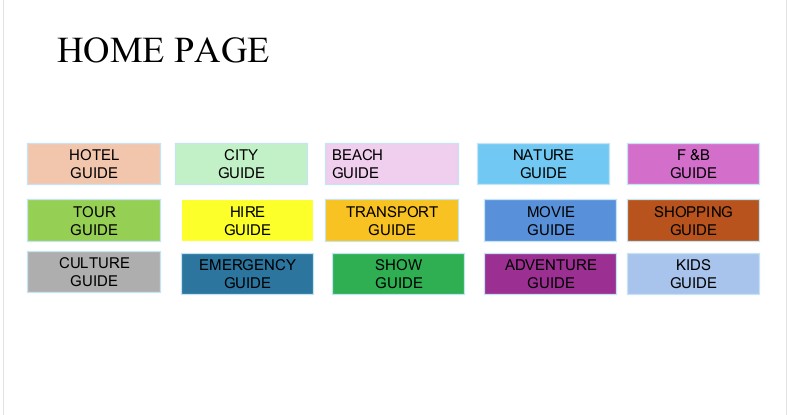 HOME PAGE
HOTEL
GUIDE
CITY
GUIDE
BEACH
GUIDE
NATURE
GUIDE
F &B
GUIDE
TOUR
GUIDE
HIRE
GUIDE
TRANSPORT
GUIDE
MOVIE
GUIDE
SHOPPING
GUIDE
CULTURE
GUIDE
EMERGENCY
GUIDE
SHOW
GUIDE
ADVENTURE
GUIDE
KIDS
GUIDE